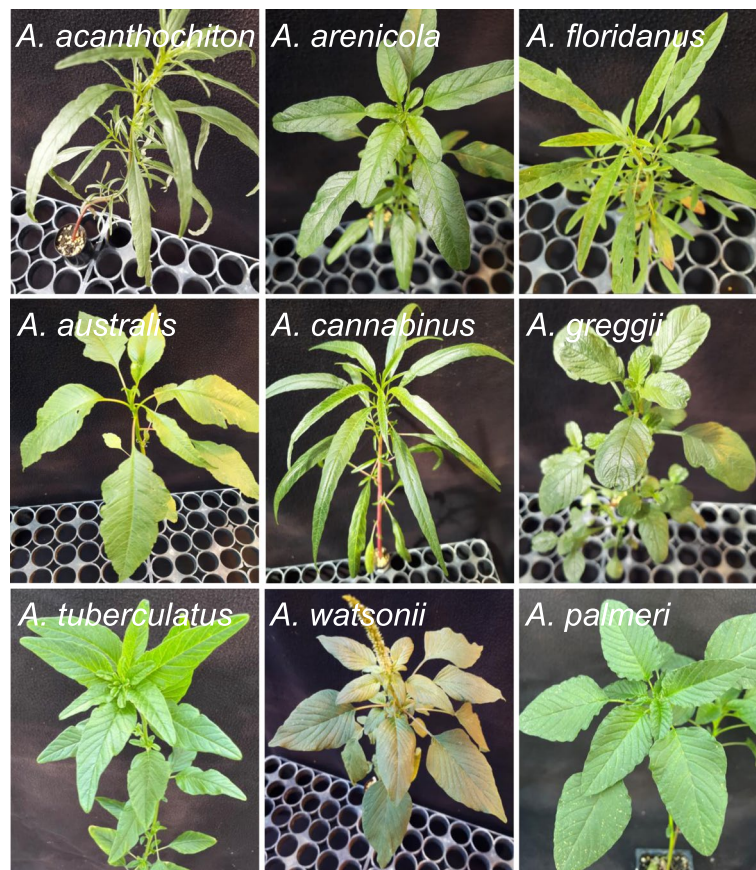 A. acanthochiton
A. arenicola
A. floridanus
A. australis
A. cannabinus
A. greggii
A. tuberculatus
A. watsonii
A. palmeri